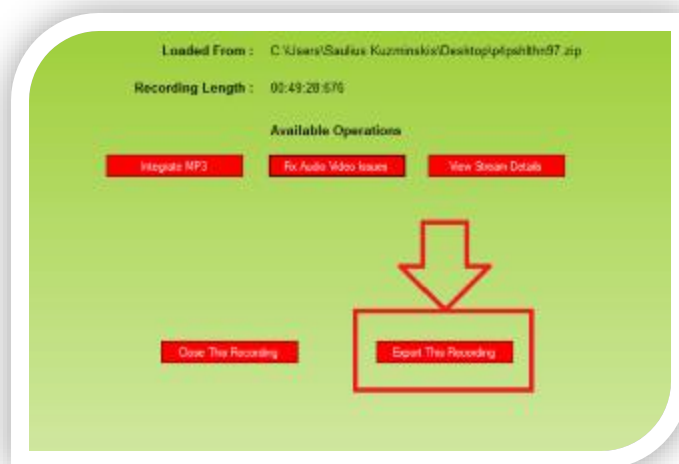 Loaded From : C:\Users\Saulius Kuzminskis\Desktop\p4pshlthn97.zip
Recording Length : 00:49:28:676
Available Operations
Integrate MP3 Fix Audio Video Issues View Stream Details
Close This Recording Export This Recording